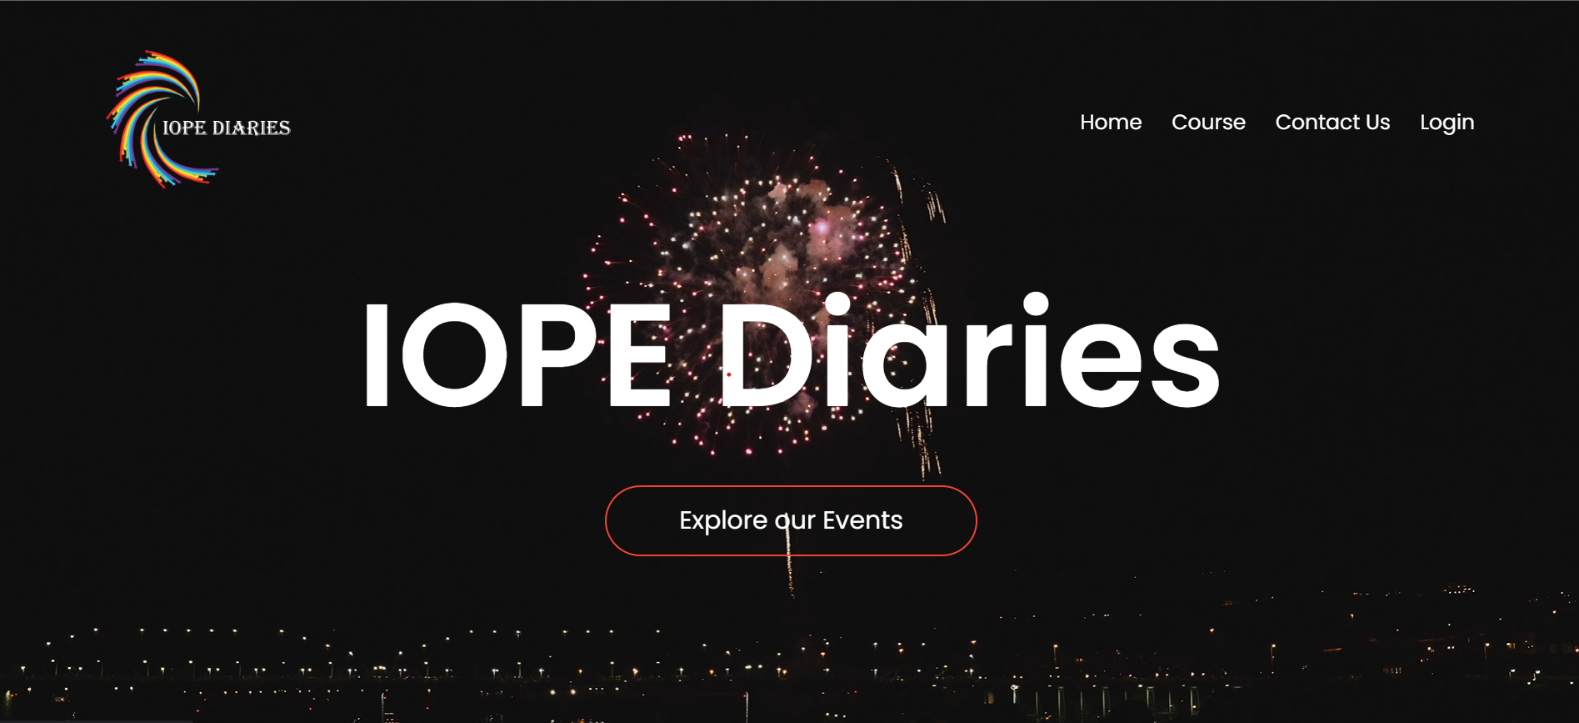 IOPE DIARIES
Home Course Contact Us Login
IOPE Diaries
Explore our Events